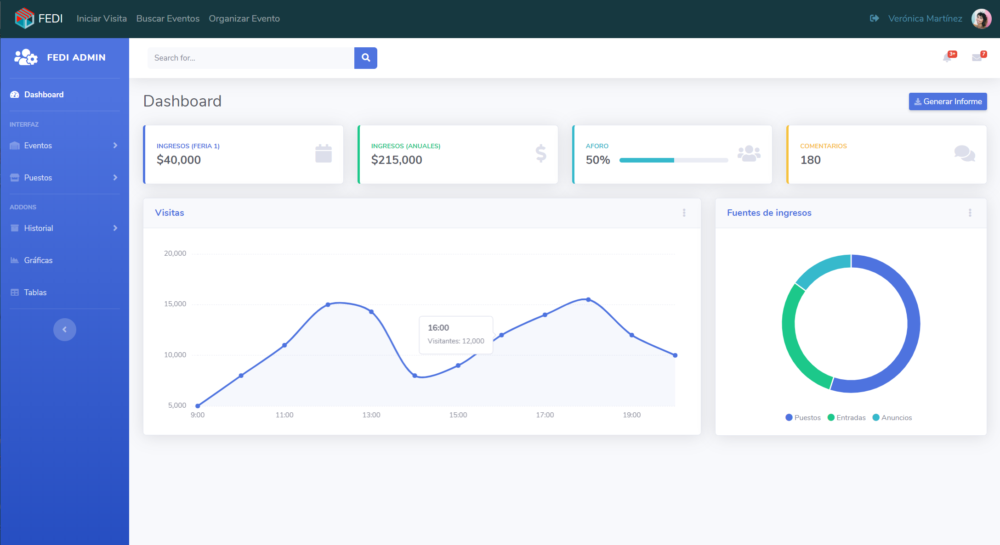 FEDI Iniciar Visita Buscar Eventos Organizar Evento Verónica Martínez
FEDI ADMIN
Search for...
3+ 7
Dashboard
INTERFAZ
Eventos
Puestos
ADDONS
Historial
Gráficas
Tablas
Dashboard
Generar Informe
INGRESOS (FERIA 1)
$40,000
INGRESOS (ANUALES)
$215,000
AFORO
50%
COMENTARIOS
180
Visitas
20,000
15,000
10,000
5,000
16:00
Visitantes: 12,000
9:00 11:00 13:00 15:00 17:00 19:00
Fuentes de ingresos
Puestos Entradas Anuncios